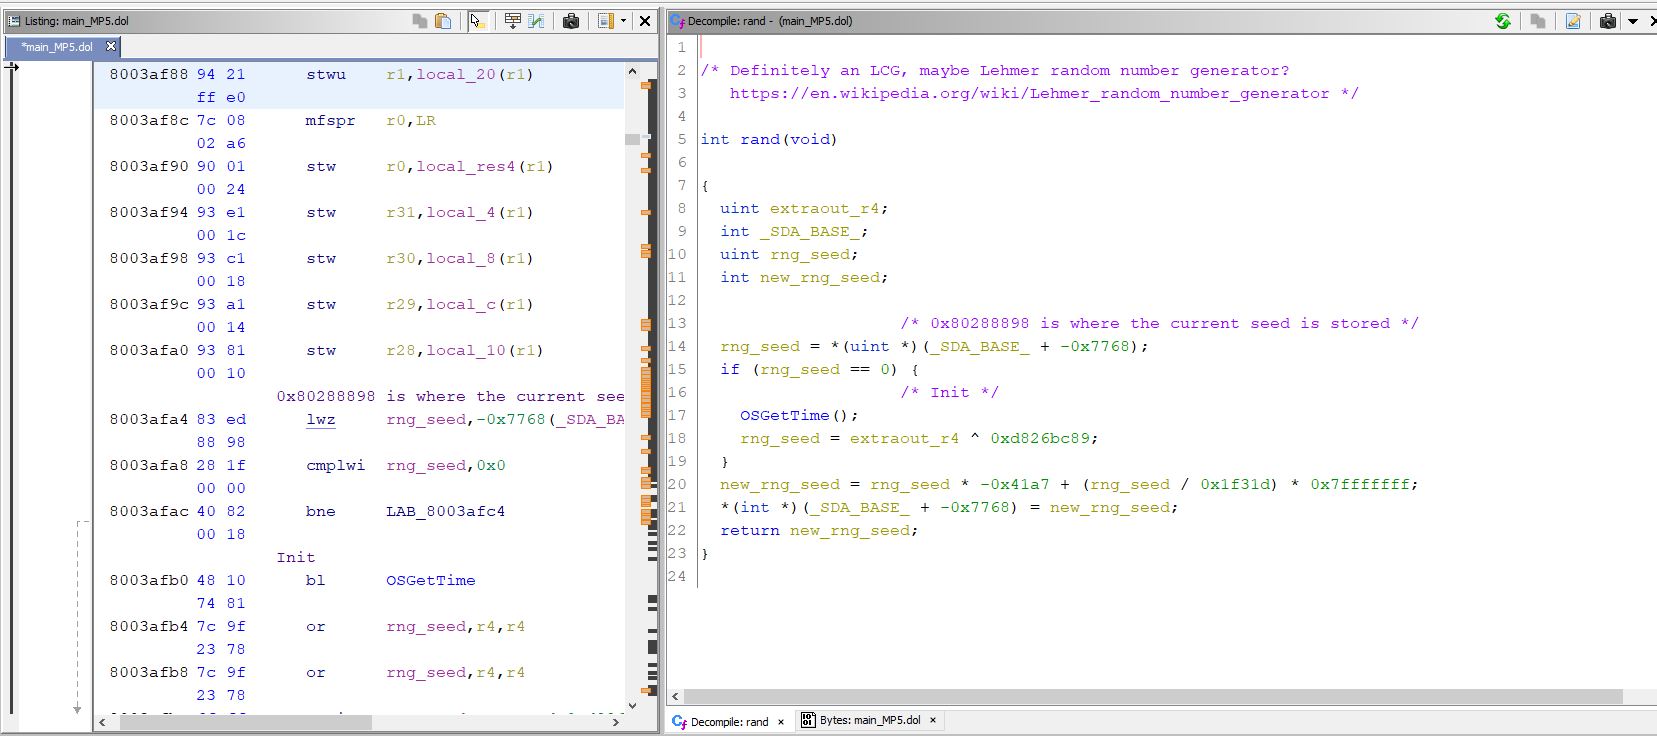 Listing: main_MP5.dol
*main_MP5.dol
8003af88 94 21 stwu r1,local_20(r1)
ff e0
8003af8c 7c 08 mfspr r0,LR
02 a6
8003af90 90 01 stw r0,local_res4(r1)
00 24
8003af94 93 e1 stw r31,local_4(r1)
00 1c
8003af98 93 c1 stw r30,local_8(r1)
00 18
8003af9c 93 a1 stw r29,local_c(r1)
00 14
8003afa0 93 81 stw r28,local_10(r1)
00 10
0x80288898 is where the current see
8003afa4 83 ed lwz rng_seed,-0x7768(_SDA_BA
88 98
8003afa8 28 1f cmplwi rng_seed,0x0
00 00
8003afac 40 82 bne LAB_8003afc4
00 18
Init
8003afb0 48 10 bl OSGetTime
74 81
8003afb4 7c 9f or rng_seed,r4,r4
23 78
8003afb8 7c 9f or rng_seed,r4,r4
23 78
Decompile: rand - (main_MP5.dol)
1
2 /* Definitely an LCG, maybe Lehmer random number generator?
3 https://en.wikipedia.org/wiki/Lehmer_random_number_generator */
4
5 int rand(void)
6
7 {
8 uint extraout_r4;
9 int _SDA_BASE_;
10 uint rng_seed;
11 int new_rng_seed;
12
13 /* 0x80288898 is where the current seed is stored */
14 rng_seed = *(uint *)(_SDA_BASE_ + -0x7768);
15 if (rng_seed == 0) {
16 /* Init */
17 OSGetTime();
18 rng_seed = extraout_r4 ^ 0xd826bc89;
19 }
20 new_rng_seed = rng_seed * -0x41a7 + (rng_seed / 0x1f31d) * 0x7fffffff;
21 *(int *)(_SDA_BASE_ + -0x7768) = new_rng_seed;
22 return new_rng_seed;
23 }
24
Decompile: rand
Bytes: main_MP5.dol